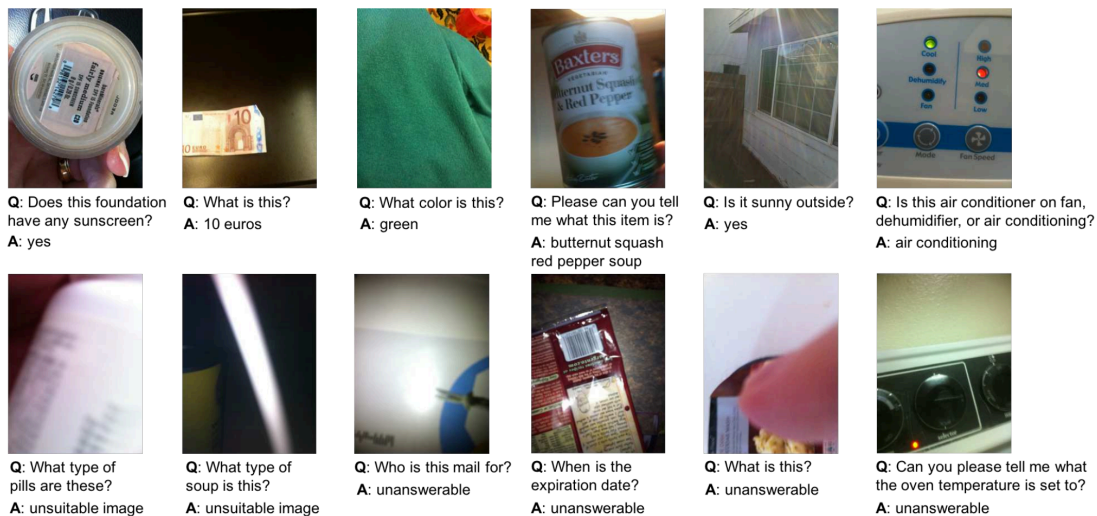 Baxters
VEGETARIAN
Butternut Squash
& Red Pepper
10
10 EURO
Cool
Dehumidify
Fan
High
Med
Low
Mode
Fan Speed
Q: Does this foundation
have any sunscreen?
A: yes
Q: What is this?
A: 10 euros
Q: What color is this?
A: green
Q: Please can you tell
me what this item is?
A: butternut squash
red pepper soup
Q: Is it sunny outside?
A: yes
Q: Is this air conditioner on fan,
dehumidifier, or air conditioning?
A: air conditioning
Q: What type of
pills are these?
A: unsuitable image
Q: What type of
soup is this?
A: unsuitable image
Q: Who is this mail for?
A: unanswerable
Q: When is the
expiration date?
A: unanswerable
Q: What is this?
A: unanswerable
Q: Can you please tell me what
the oven temperature is set to?
A: unanswerable